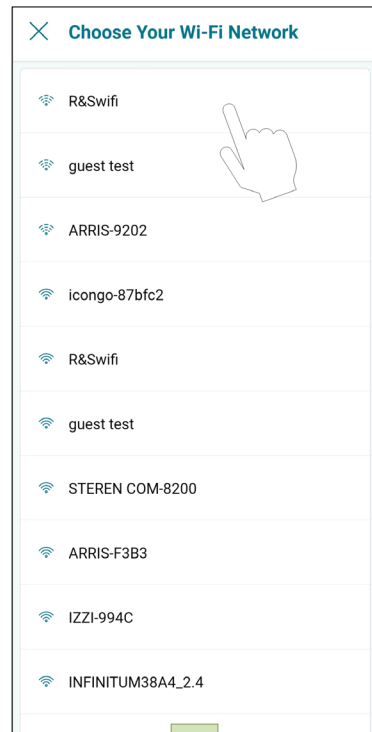 Choose Your Wi-Fi Network
R&Swifi
guest test
ARRIS-9202
icongo-87bfc2
R&Swifi
guest test
STEREN COM-8200
ARRIS-F3B3
IZZI-994C
INFINITUM38A4_2.4